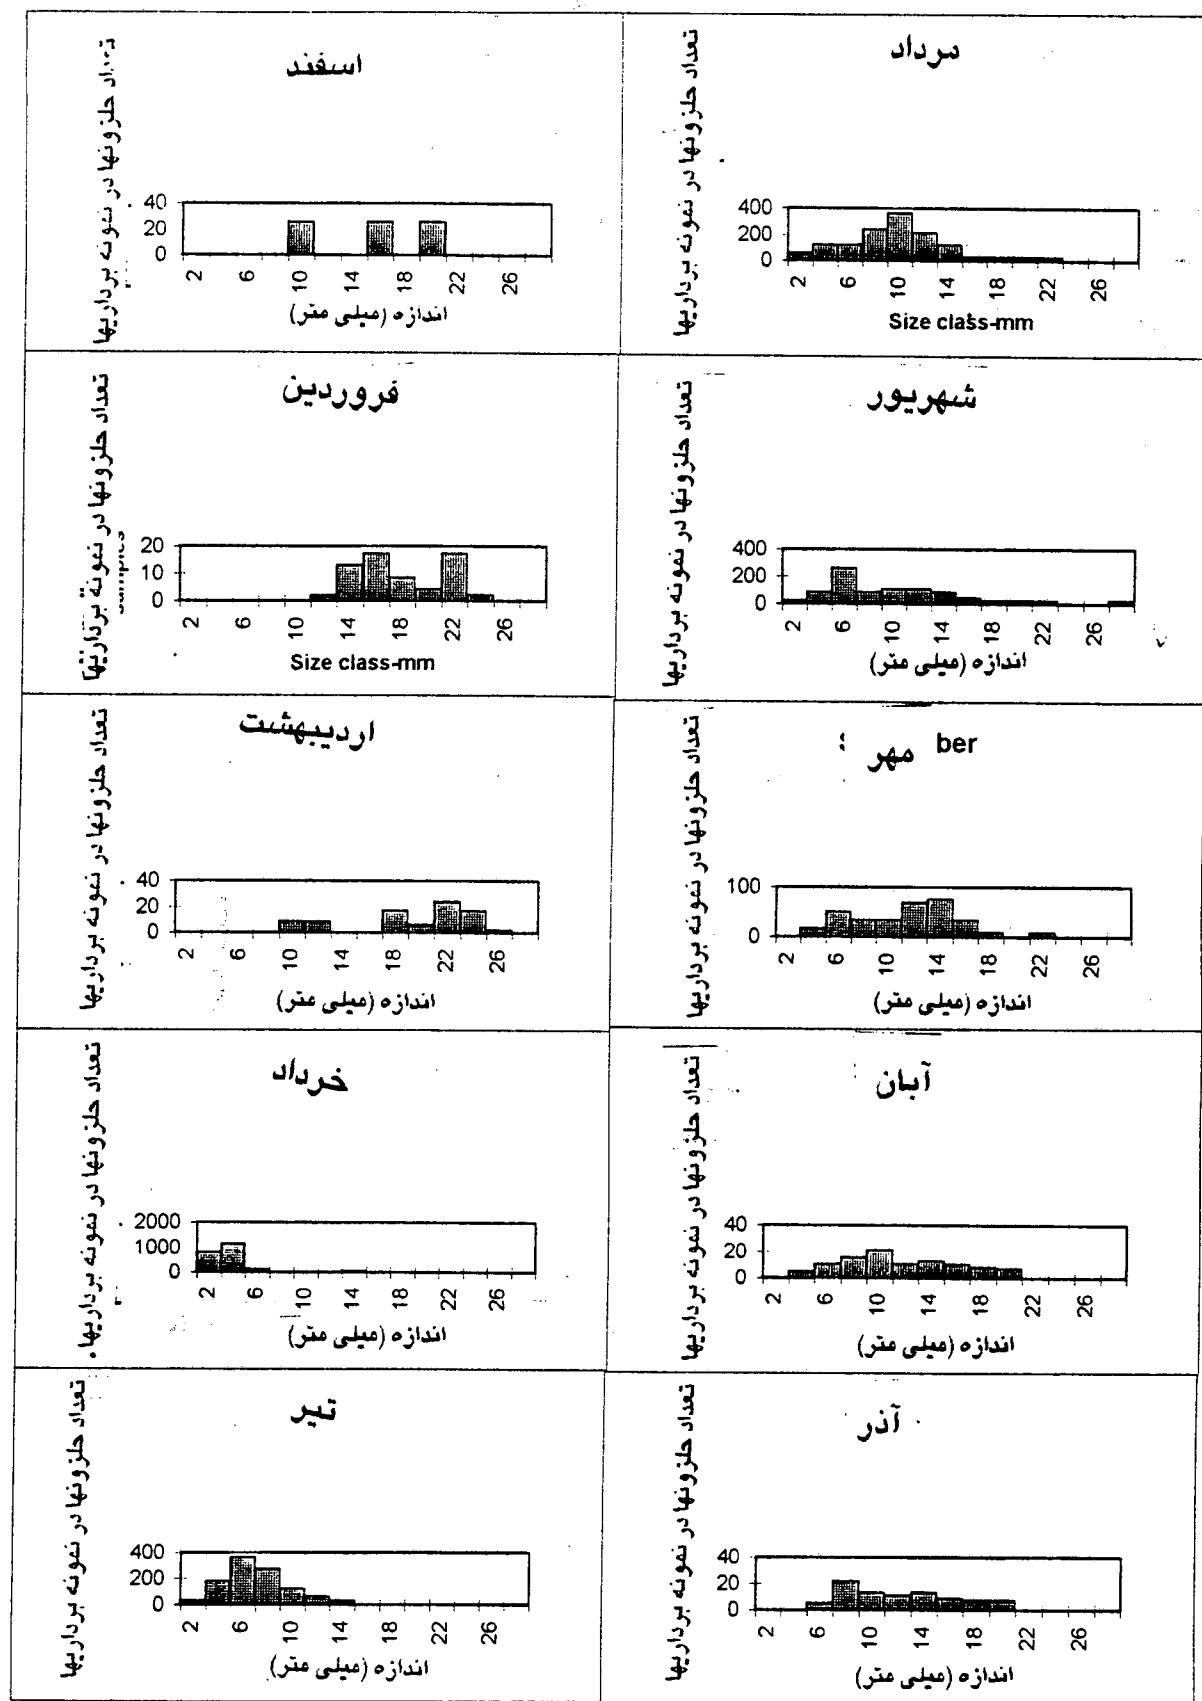 اسفند
تعداد حلزونها در نمونه برداریها
40
20
0
2 6 10 14 18 22 26
اندازه (میلی متر)
فروردین
تعداد حلزونها در نمونه برداریها
samples
20
10
0
2 6 10 14 18 22 26
Size class-mm
اردیبهشت
تعداد حلزونها در نمونه برداریها
40
20
0
2 6 10 14 18 22 26
اندازه (میلی متر)
خرداد
تعداد حلزونها در نمونه برداریها
2000
1000
0
2 6 10 14 18 22 26
اندازه (میلی متر)
تیر
تعداد حلزونها در نمونه برداریها
400
200
0
2 6 10 14 18 22 26
اندازه (میلی متر)
مرداد
تعداد حلزونها در نمونه برداریها
400
200
0
2 6 10 14 18 22 26
Size class-mm
شهریور
تعداد حلزونها در نمونه برداریها
400
200
0
2 6 10 14 18 22 26
اندازه (میلی متر)
مهر ber
تعداد حلزونها در نمونه برداریها
100
0
2 6 10 14 18 22 26
اندازه (میلی متر)
آبان
تعداد حلزونها در نمونه برداریها
40
20
0
2 6 10 14 18 22 26
اندازه (میلی متر)
آذر
تعداد حلزونها در نمونه برداریها
40
20
0
2 6 10 14 18 22 26
اندازه (میلی متر)